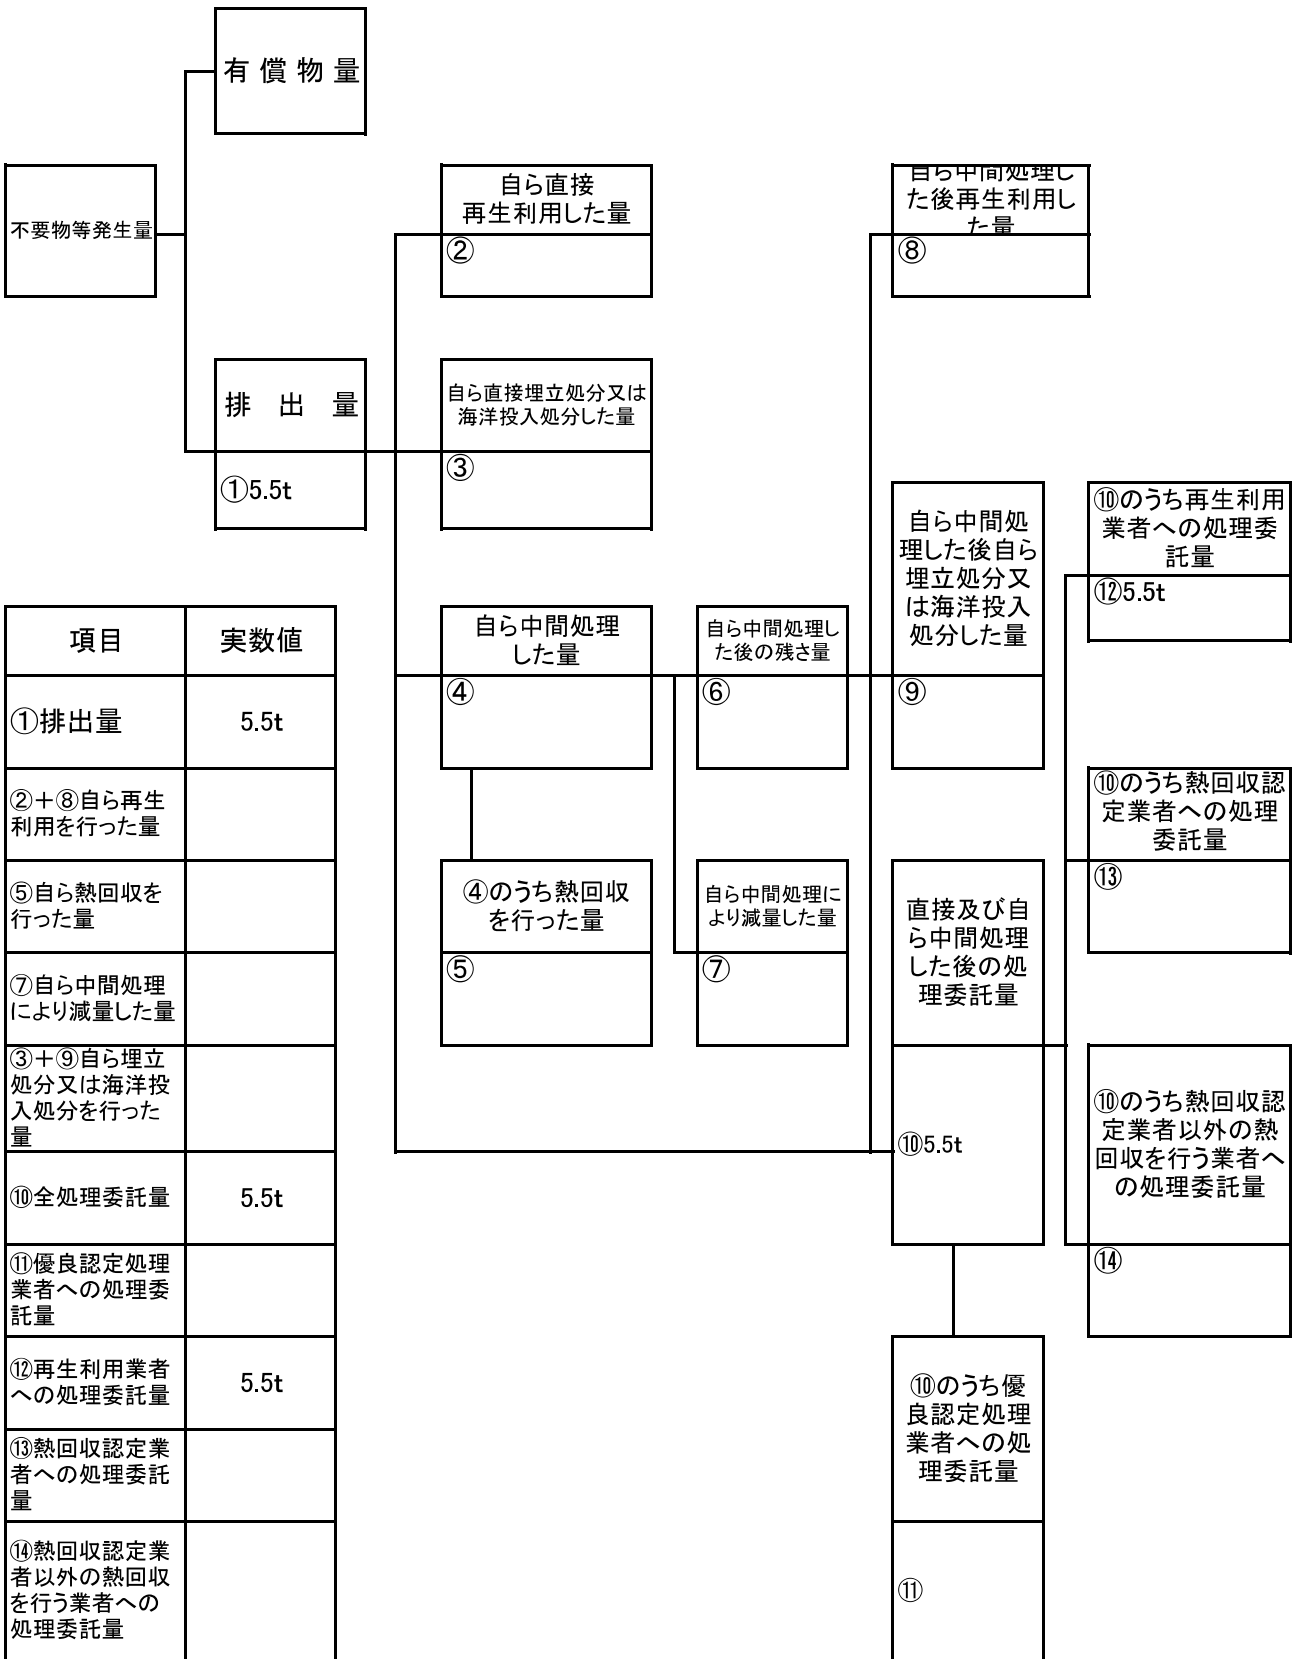 有償物量
不要物等発生量
自ら直接
再生利用した量
②
自ら中間処理し
た後再生利用し
た量
⑧
排出量
①5.5t
自ら直接埋立処分又は
海洋投入処分した量
③
自ら中間処理
した量
④
自ら中間処理し
た後の残さ量
⑥
自ら中間処
理した後自ら
埋立処分又
は海洋投入
処分した量
⑨
⑩のうち再生利用
業者への処理委
託量
⑫5.5t
④のうち熱回収
を行った量
⑤
自ら中間処理に
より減量した量
⑦
直接及び自
ら中間処理
した後の処
理委託量
⑩5.5t
⑩のうち熱回収認
定業者への処理
委託量
⑬
⑩のうち熱回収認
定業者以外の熱
回収を行う業者へ
の処理委託量
⑭
⑩のうち優
良認定処理
業者への処
理委託量
⑪
項目 実数値
①排出量 5.5t
②＋⑧自ら再生
利用を行った量
⑤自ら熱回収を
行った量
⑦自ら中間処理
により減量した量
③＋⑨自ら埋立
処分又は海洋投
入処分を行った
量
⑩全処理委託量 5.5t
⑪優良認定処理
業者への処理委
託量
⑫再生利用業者
への処理委託量 5.5t
⑬熱回収認定業
者への処理委託
量
⑭熱回収認定業
者以外の熱回収
を行う業者への
処理委託量